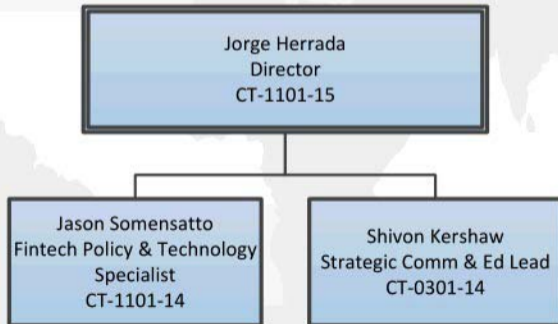 Jorge Herrada
Director
CT-1101-15
Jason Somensatto
Fintech Policy & Technology
Specialist
CT-1101-14
Shivon Kershaw
Strategic Comm & Ed Lead
CT-0301-14